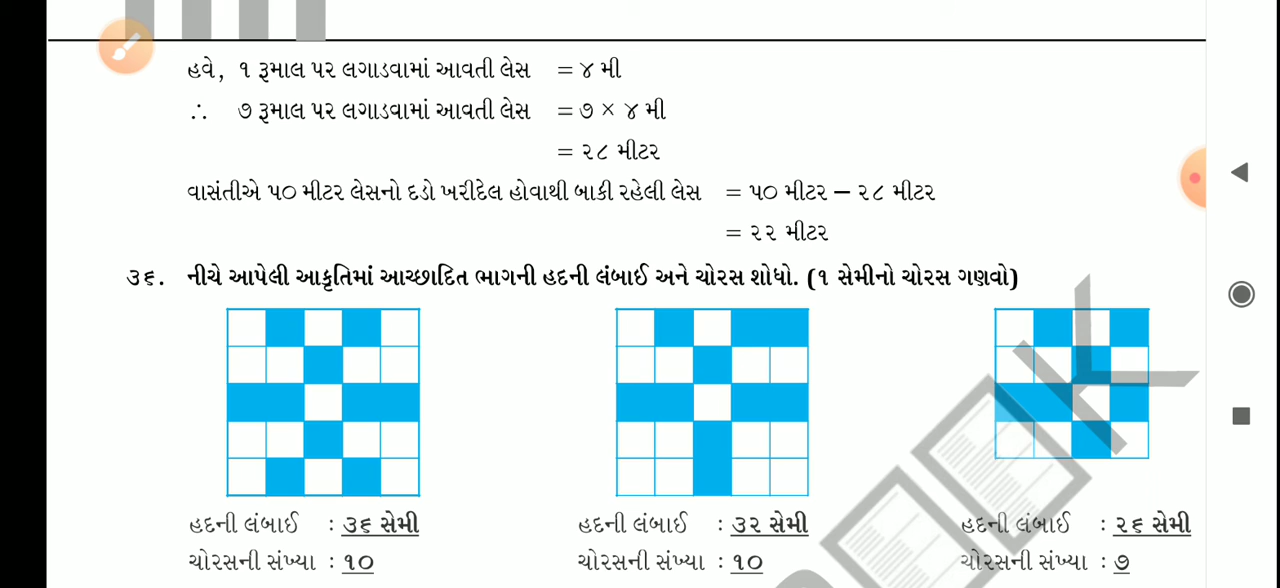 હવે, ૧ રૂમાલ પર લગાડવામાં આવતી લેસ = ૪ મી
∴ ૭ રૂમાલ પર લગાડવામાં આવતી લેસ = ૭ × ૪ મી
= ૨૮ મીટર
વાસંતીએ ૫૦ મીટર લેસનો દડો ખરીદેલ હોવાથી બાકી રહેલી લેસ = ૫૦ મીટર – ૨૮ મીટર
= ૨૨ મીટર
૩૬. નીચે આપેલી આકૃતિમાં આચ્છાદિત ભાગની હદની લંબાઈ અને ચોરસ શોધો. (૧ સેમીનો ચોરસ ગણવો)
હદની લંબાઈ : ૩૬ સેમી હદની લંબાઈ : ૩૨ સેમી હદની લંબાઈ : ૨૬ સેમી
ચોરસની સંખ્યા : ૧૦ ચોરસની સંખ્યા : ૧૦ ચોરસની સંખ્યા : ૭